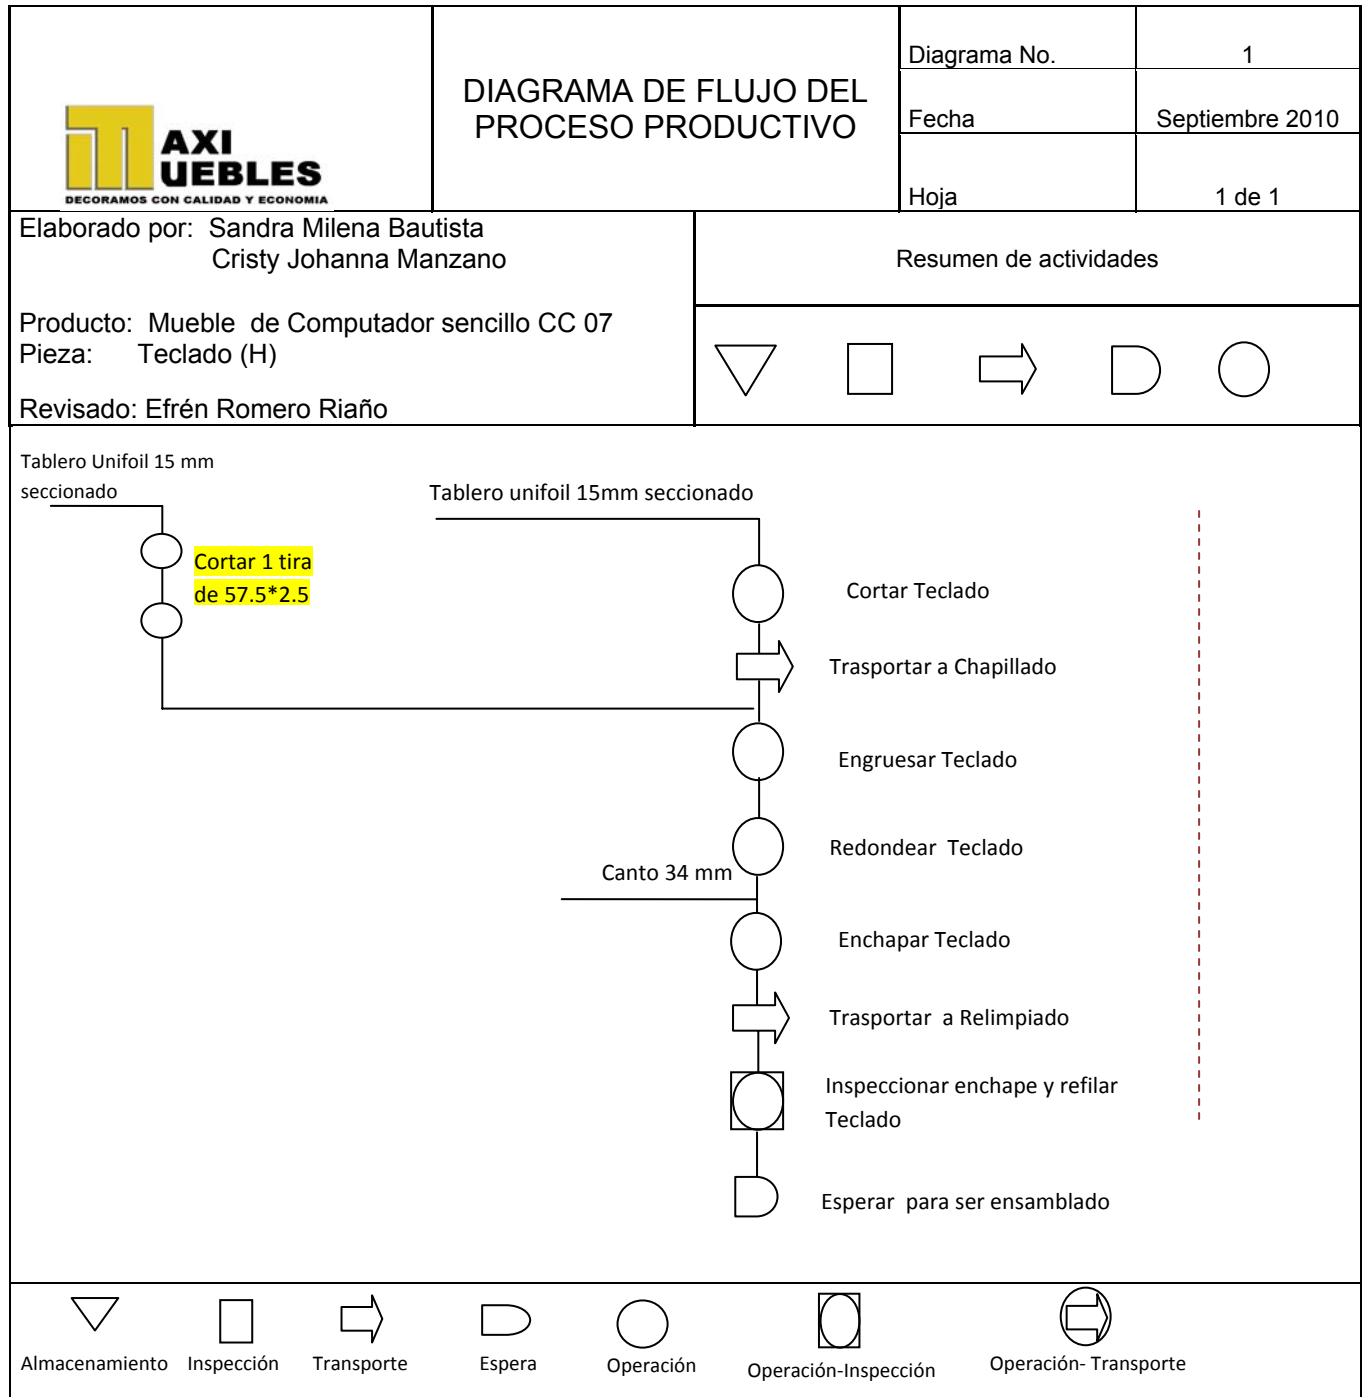 AXI
UEBLES
DECORAMOS CON CALIDAD Y ECONOMIA
DIAGRAMA DE FLUJO DEL
PROCESO PRODUCTIVO
Diagrama No. 1
Fecha Septiembre 2010
Hoja 1 de 1
Elaborado por: Sandra Milena Bautista
Cristy Johanna Manzano
Producto: Mueble de Computador sencillo CC 07
Pieza: Teclado (H)
Revisado: Efrén Romero Riaño
Resumen de actividades
Tablero Unifoil 15 mm
seccionado
Tablero unifoil 15mm seccionado
Cortar 1 tira
de 57.5*2.5
Cortar Teclado
Trasportar a Chapillado
Engruesar Teclado
Redondear Teclado
Canto 34 mm
Enchapar Teclado
Trasportar a Relimpiado
Inspeccionar enchape y refilar
Teclado
Esperar para ser ensamblado
Almacenamiento Inspección Transporte Espera Operación Operación-Inspección Operación- Transporte